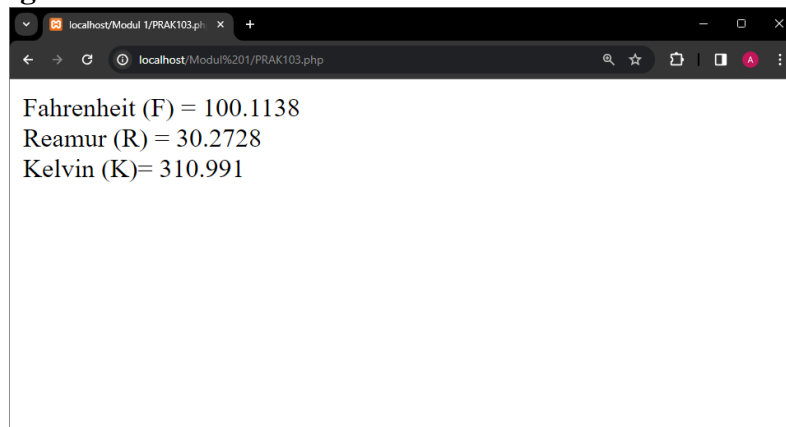 localhost/Modul 1/PRAK103.ph
localhost/Modul%201/PRAK103.php
A
Fahrenheit (F) = 100.1138
Reamur (R) = 30.2728
Kelvin (K)= 310.991